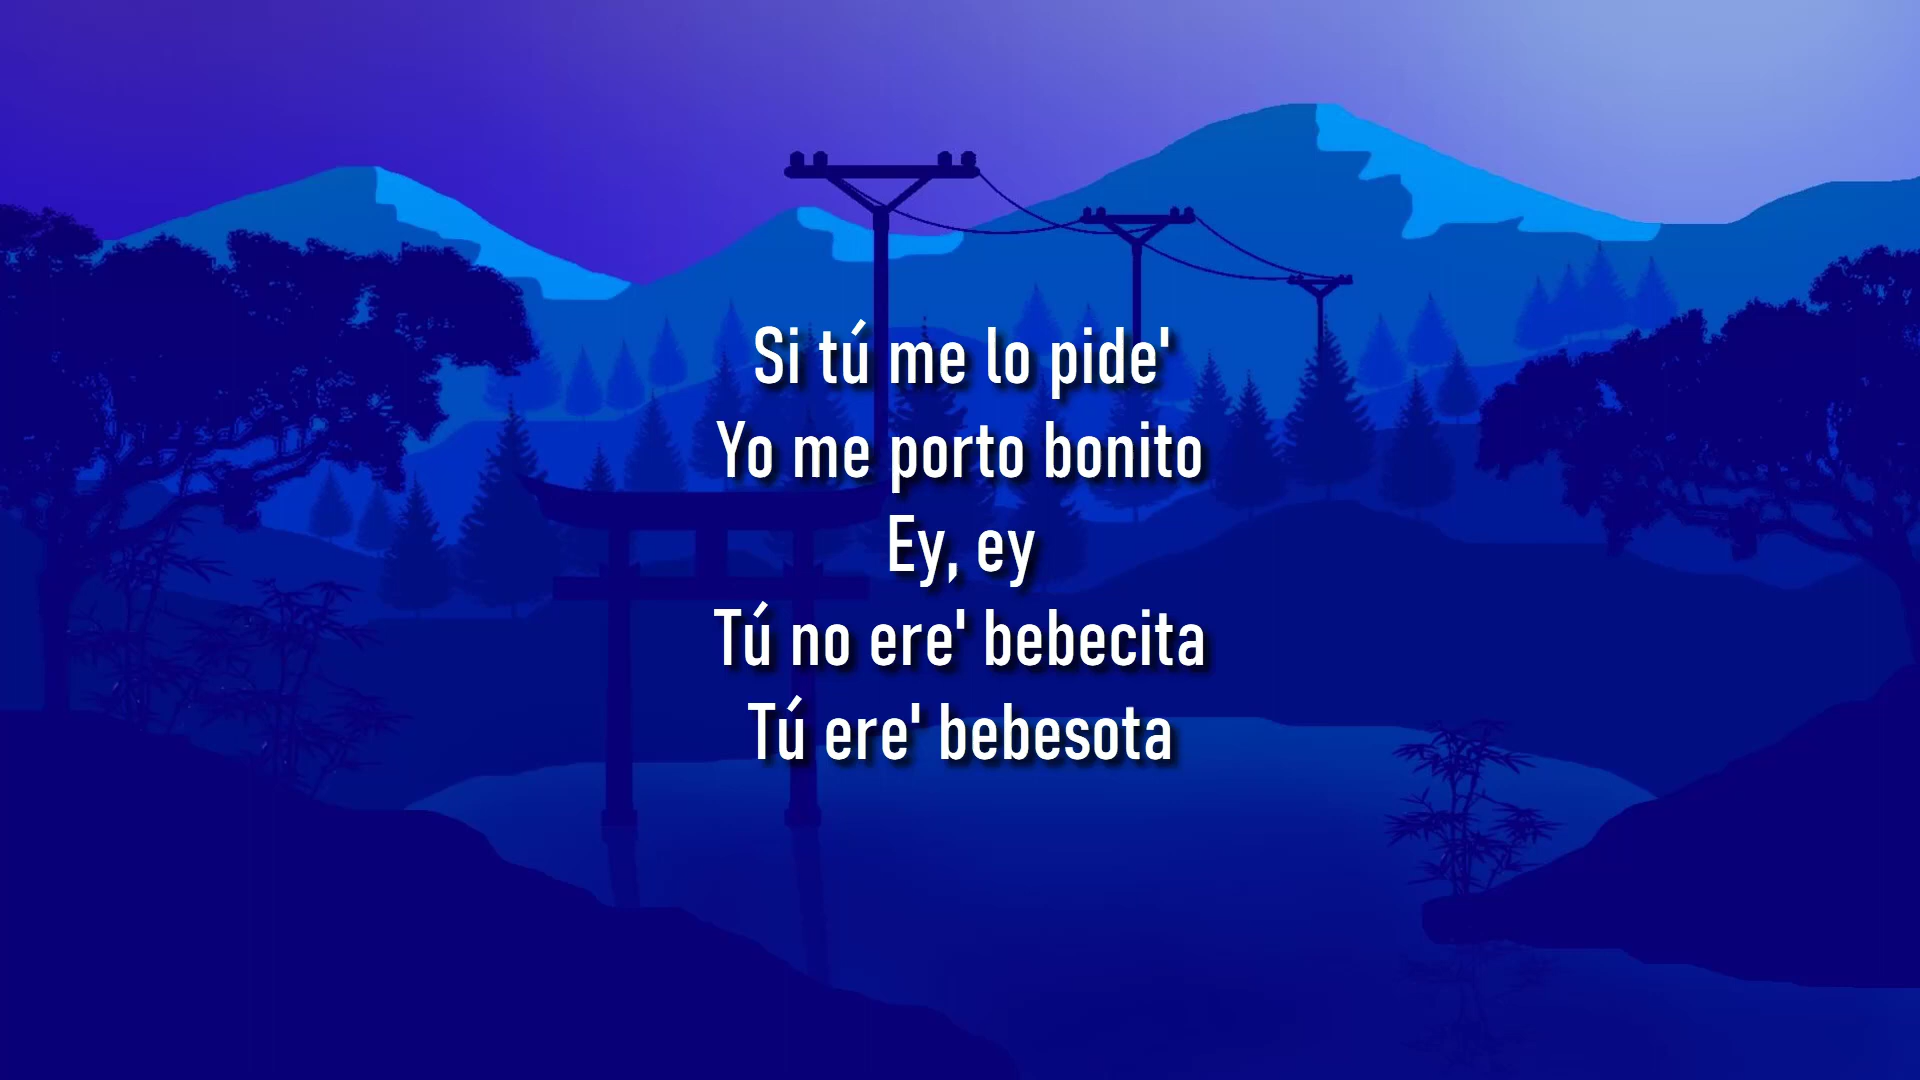 Si tú me lo pide'
Yo me porto bonito
Ey, ey
Tú no ere' bebecita
Tú ere' bebesota